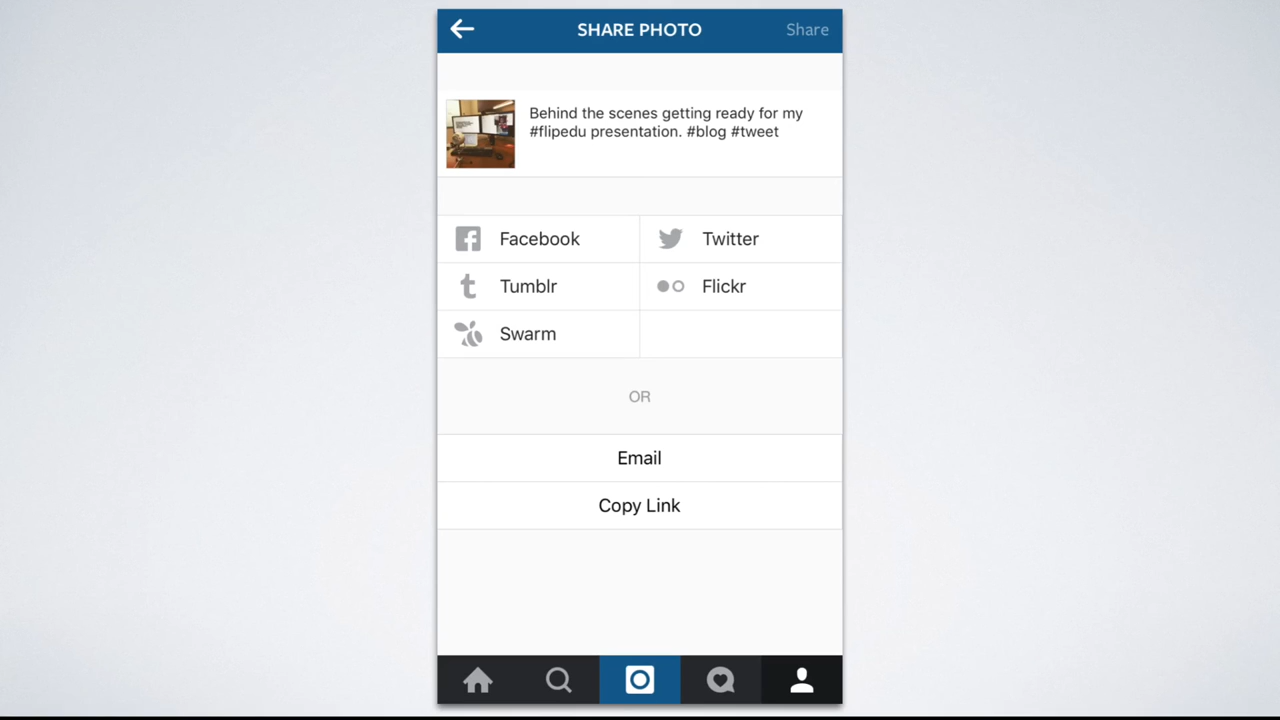 SHARE PHOTO
Share
Behind the scenes getting ready for my
#flipedu presentation. #blog #tweet
Facebook
Twitter
Tumblr
Flickr
Swarm
OR
Email
Copy Link